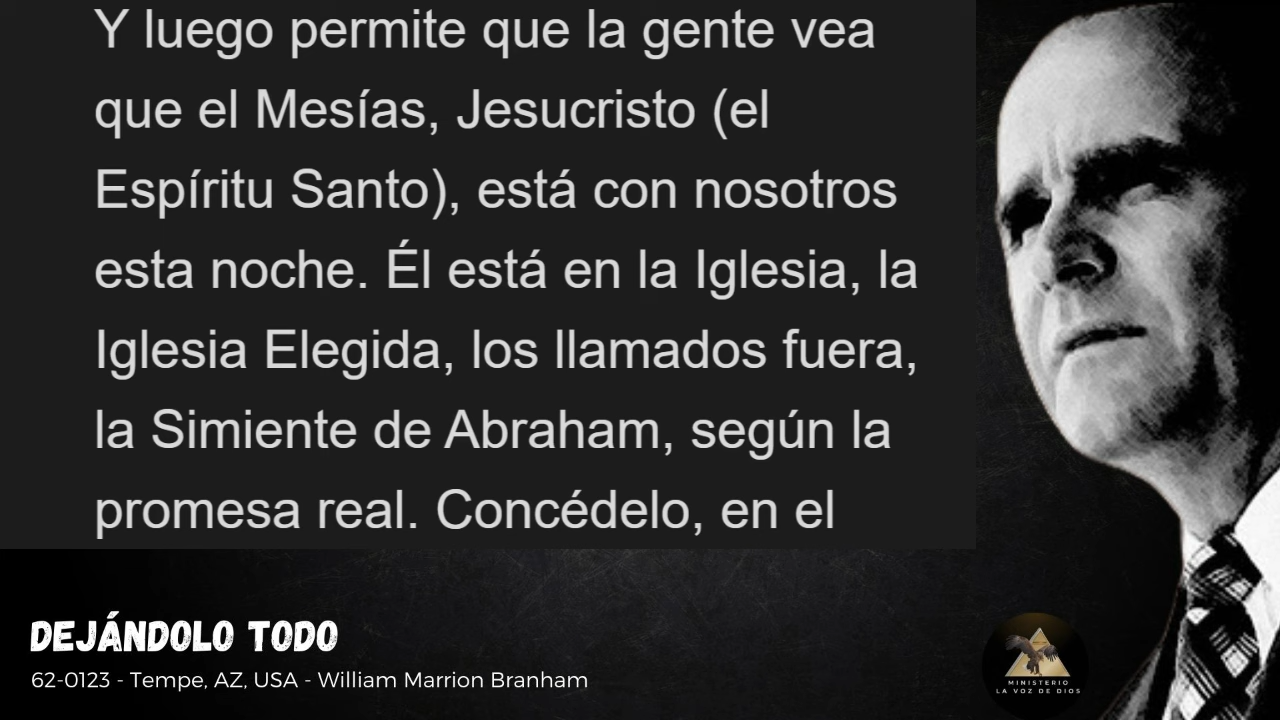 Y luego permite que la gente vea
que el Mesías, Jesucristo (el
Espíritu Santo), está con nosotros
esta noche. Él está en la Iglesia, la
Iglesia Elegida, los llamados fuera,
la Simiente de Abraham, según la
promesa real. Concédelo, en el
DEJÁNDOLO TODO
62-0123 - Tempe, AZ, USA - William Marrion Branham
MINISTERIO
LA VOZ DE DIOS